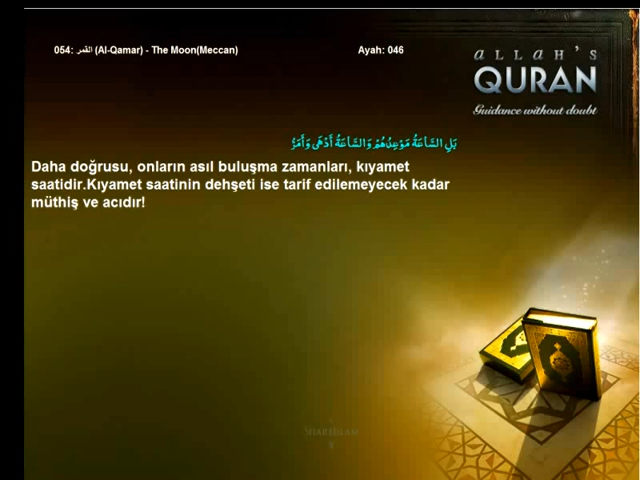 054: القمر (Al-Qamar) - The Moon(Meccan) Ayah: 046
ALLAH'S
QURAN
Guidance without doubt
بَلِ السَّاعَةُ مَوْعِدُهُمْ وَالسَّاعَةُ أَدْهَى وَأَمَرُّ
Daha doğrusu, onların asıl buluşma zamanları, kıyamet
saatidir.Kıyamet saatinin dehşeti ise tarif edilemeyecek kadar
müthiş ve acıdır!